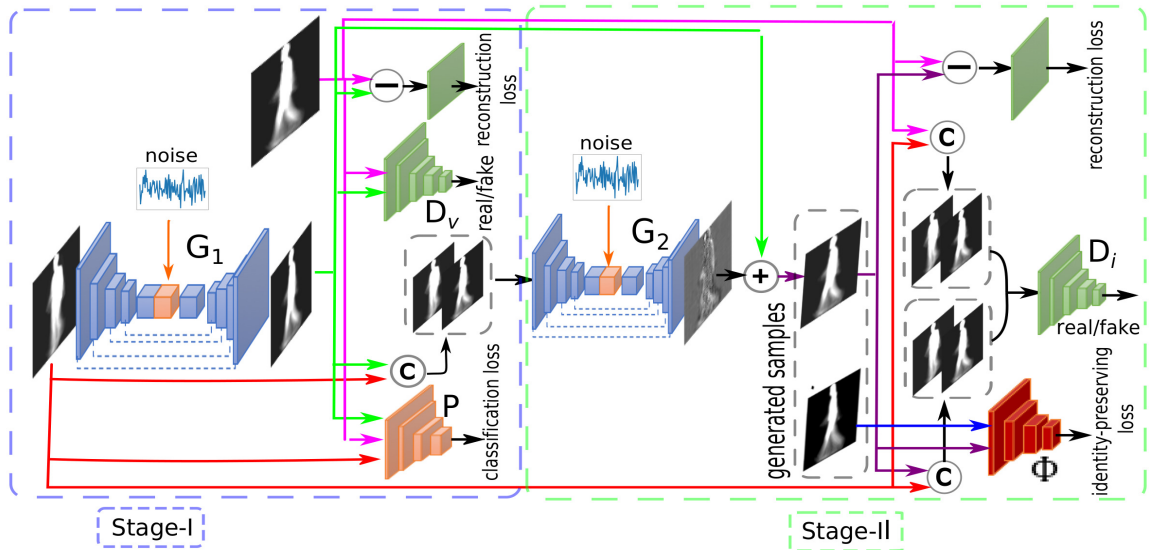 reconstruction
loss
noise
G1
Dv
real/fake
C
P
classification loss
Stage-I
noise
G2
+
generated samples
reconstruction loss
C
Di
real/fake
identity-preserving
loss
Φ
C
Stage-II